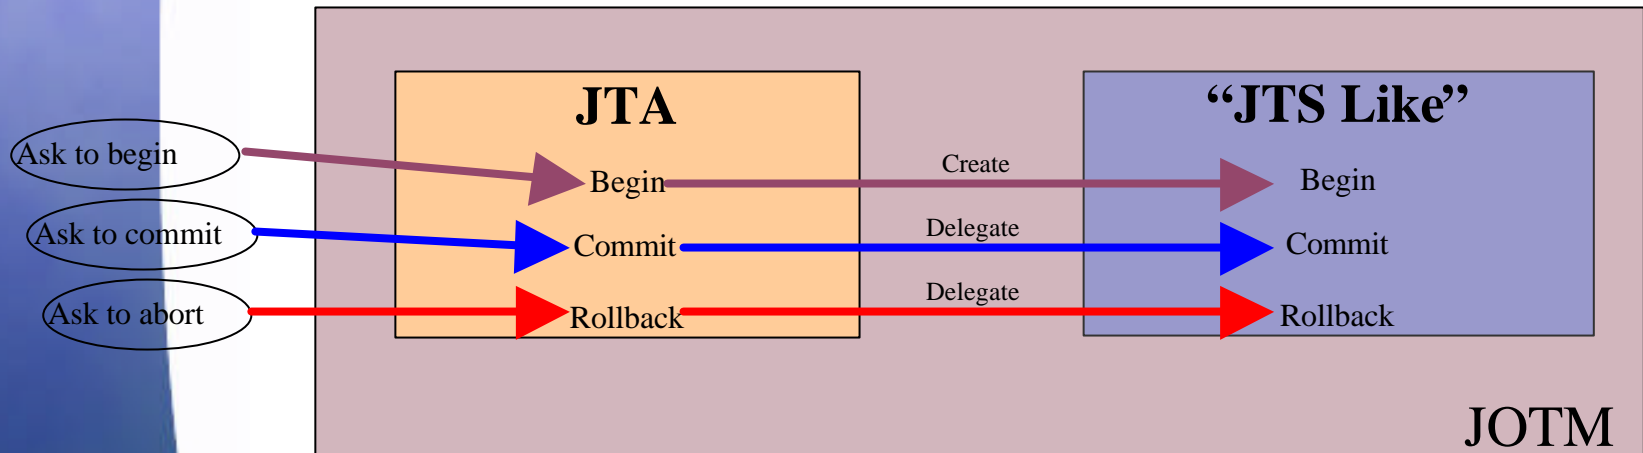 JTA
“JTS Like”
Ask to begin
Begin
Create
Begin
Ask to commit
Commit
Delegate
Commit
Ask to abort
Rollback
Delegate
Rollback
JOTM